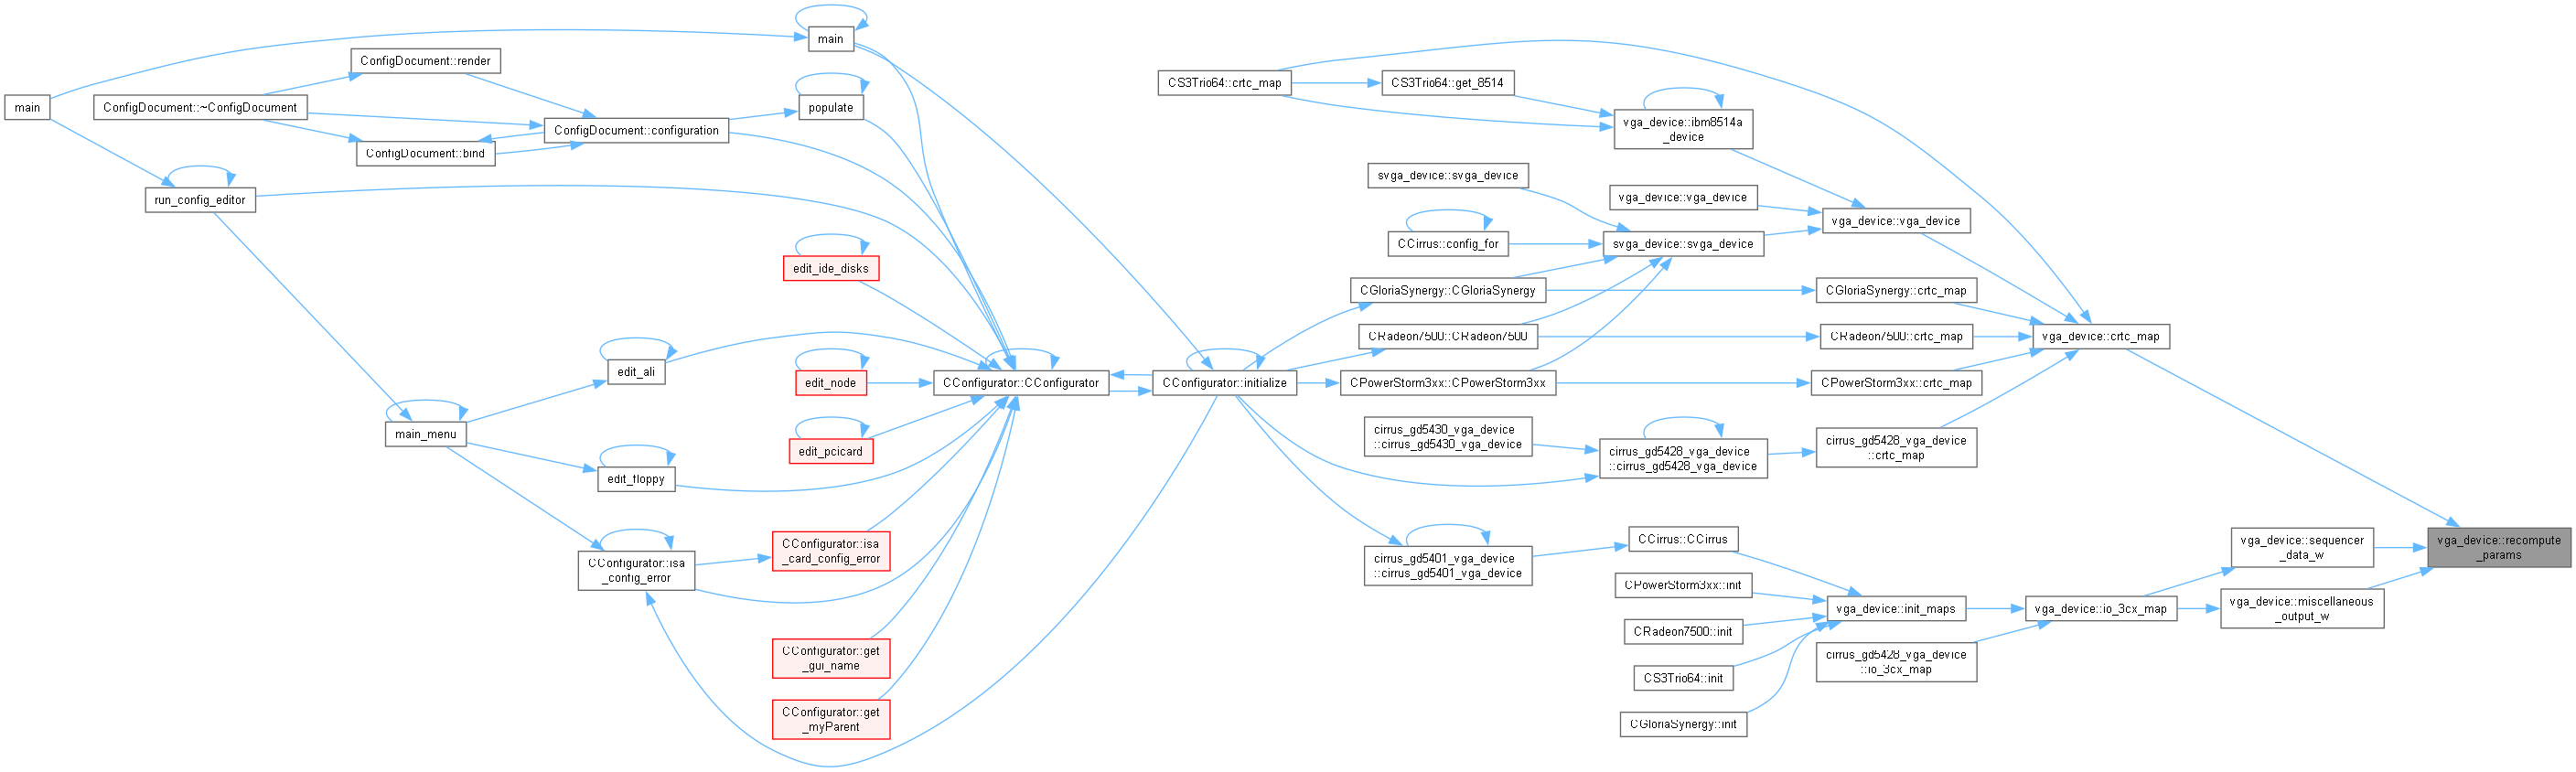 main
ConfigDocument::render
main
ConfigDocument::~ConfigDocument
populate
ConfigDocument::configuration
ConfigDocument::bind
run_config_editor
edit_ide_disks
edit_ali
edit_node
main_menu
edit_pcicard
edit_floppy
CConfigurator::isa
_config_error
CConfigurator::isa
_card_config_error
CConfigurator::get
_gui_name
CConfigurator::get
_myParent
CConfigurator::CConfigurator
CConfigurator::initialize
CS3Trio64::crtc_map
CS3Trio64::get_8514
vga_device::ibm8514a
_device
svga_device::svga_device
vga_device::vga_device
vga_device::vga_device
CCirrus::config_for
svga_device::svga_device
CGloriaSynergy::CGloriaSynergy
CGloriaSynergy::crtc_map
CRadeon7500::CRadeon7500
CRadeon7500::crtc_map
vga_device::crtc_map
CPowerStorm3xx::CPowerStorm3xx
CPowerStorm3xx::crtc_map
cirrus_gd5430_vga_device
::cirrus_gd5430_vga_device
cirrus_gd5428_vga_device
::cirrus_gd5428_vga_device
cirrus_gd5428_vga_device
::crtc_map
cirrus_gd5401_vga_device
::cirrus_gd5401_vga_device
CCirrus::CCirrus
CPowerStorm3xx::init
CRadeon7500::init
CS3Trio64::init
CGloriaSynergy::init
vga_device::init_maps
cirrus_gd5428_vga_device
::io_3cx_map
vga_device::io_3cx_map
vga_device::sequencer
_data_w
vga_device::miscellaneous
_output_w
vga_device::recompute
_params